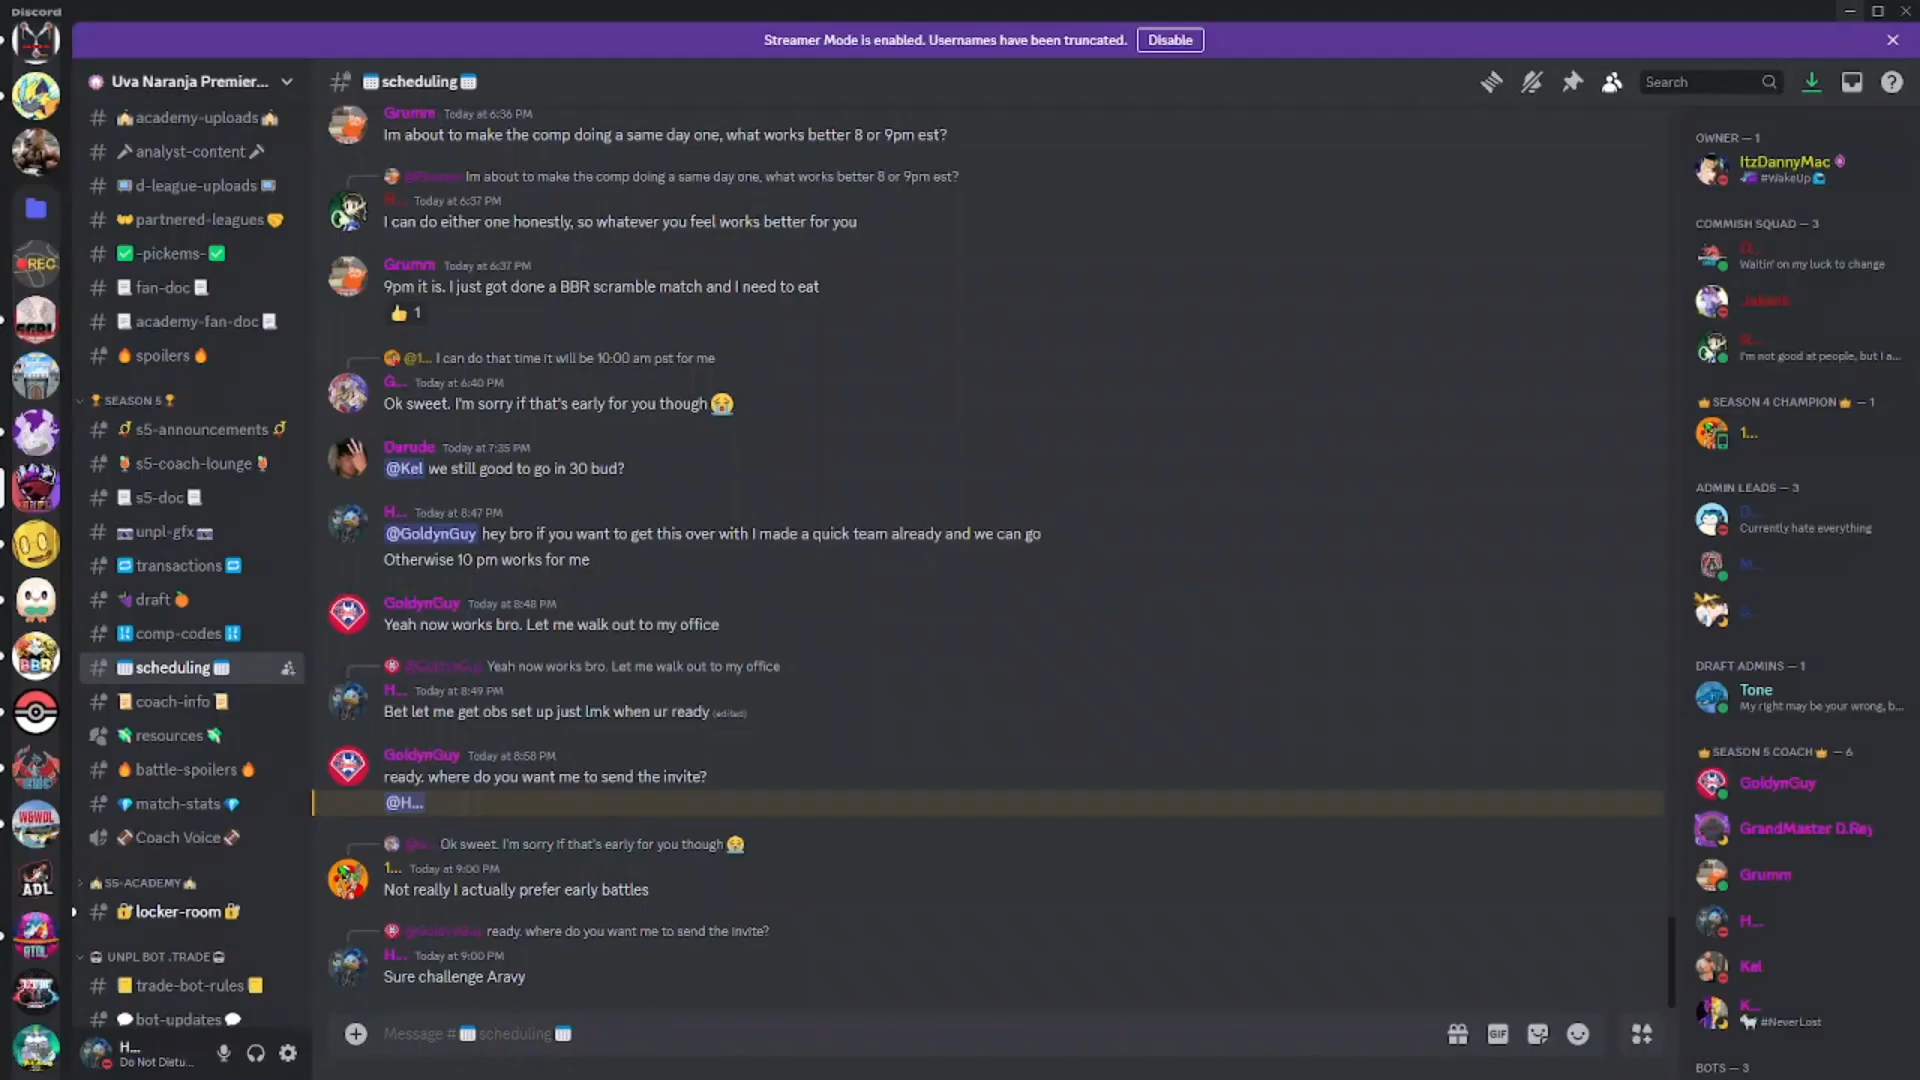 Discord
Streamer Mode is enabled. Usernames have been truncated.
Disable
Uva Naranja Premier...
academy-uploads
analyst-content
d-league-uploads
partnered-leagues
-pickems-
fan-doc
academy-fan-doc
spoilers
SEASON 5
s5-announcements
s5-coach-lounge
s5-doc
unpl-gfx
transactions
draft
comp-codes
scheduling
coach-info
resources
battle-spoilers
match-stats
Coach Voice
S5-ACADEMY
locker-room
UNPL BOT .TRADE
trade-bot-rules
bot-updates
H...
Do Not Distu...
REC
BBR
W&WDL
ADL
scheduling
Search
Grumm Today at 6:36 PM
Im about to make the comp doing a same day one, what works better 8 or 9pm est?
Im about to make the comp doing a same day one, what works better 8 or 9pm est?
Today at 6:37 PM
I can do either one honestly, so whatever you feel works better for you
Grumm Today at 6:37 PM
9pm it is. I just got done a BBR scramble match and I need to eat
1
@1... I can do that time it will be 10:00 am pst for me
G... Today at 6:40 PM
Ok sweet. I'm sorry if that's early for you though
Darude Today at 7:35 PM
@Kel we still good to go in 30 bud?
H... Today at 8:47 PM
@GoldynGuy hey bro if you want to get this over with I made a quick team already and we can go
Otherwise 10 pm works for me
GoldynGuy Today at 8:48 PM
Yeah now works bro. Let me walk out to my office
@GoldynGuy Yeah now works bro. Let me walk out to my office
H... Today at 8:49 PM
Bet let me get obs set up just lmk when ur ready (edited)
GoldynGuy Today at 8:58 PM
ready. where do you want me to send the invite?
@H...
Ok sweet. I'm sorry if that's early for you though
1... Today at 9:00 PM
Not really I actually prefer early battles
@GoldynGuy ready. where do you want me to send the invite?
H... Today at 9:00 PM
Sure challenge Aravy
Message # scheduling
GIF
OWNER — 1
ItzDannyMac
#WakeUp
COMMISH SQUAD — 3
Waitin' on my luck to change
I'm not good at people, but I a...
SEASON 4 CHAMPION — 1
1...
ADMIN LEADS — 3
D...
Currently hate everything
M...
DRAFT ADMINS — 1
Tone
My right may be your wrong, b...
SEASON 5 COACH — 6
GoldynGuy
GrandMaster D.Rey
Grumm
H...
Kel
K...
#NeverLost
BOTS — 3